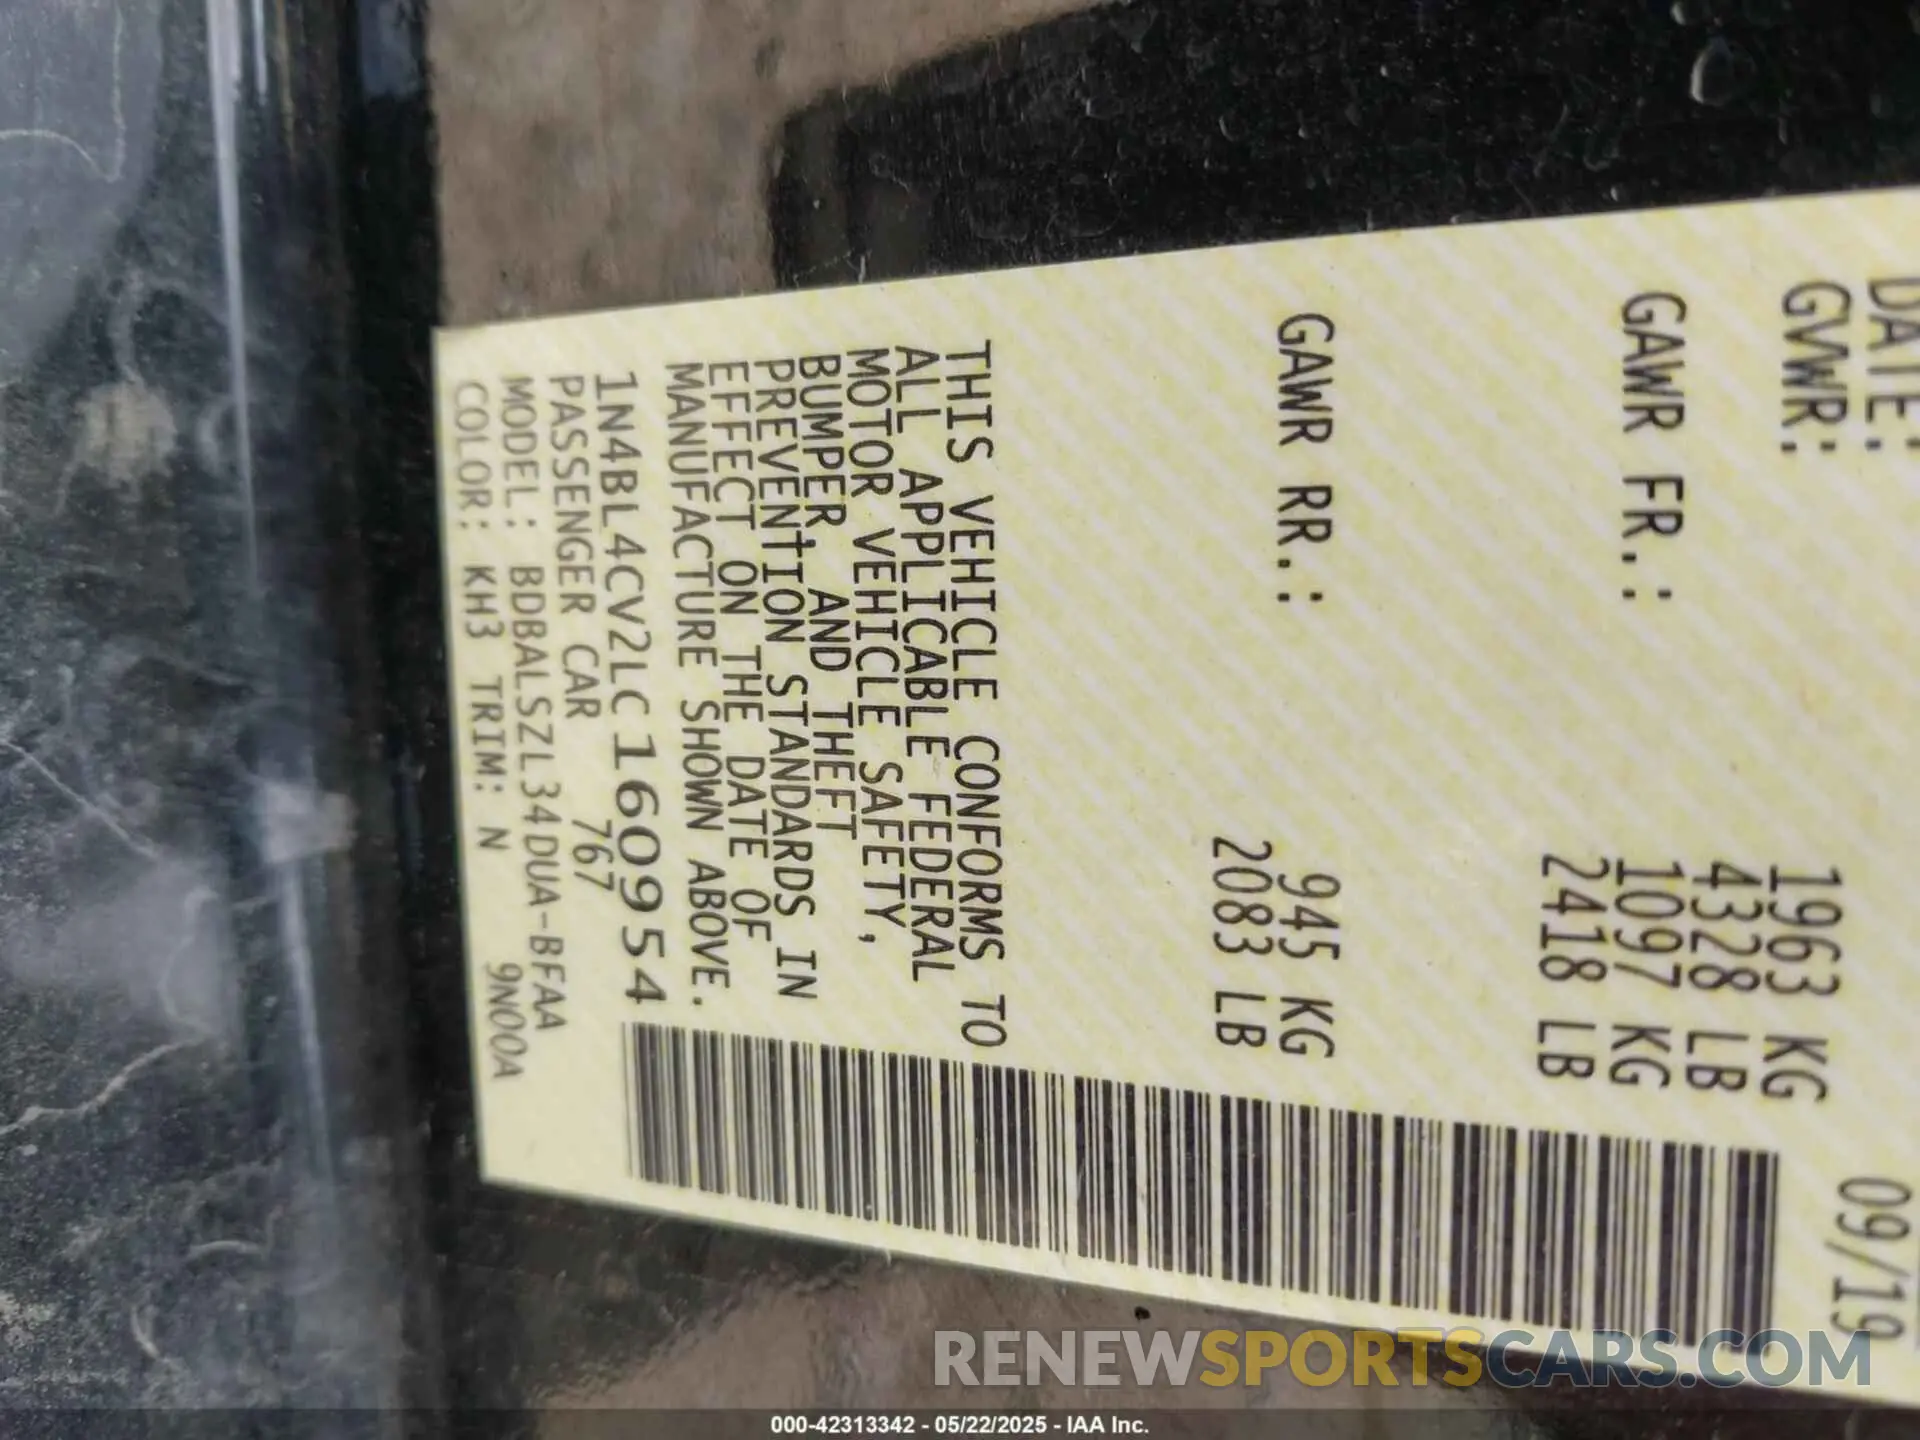 DATE: 09/19
GVWR: 1963 KG
4328 LB
GAWR FR.: 1097 KG
2418 LB
GAWR RR.: 945 KG
2083 LB
THIS VEHICLE CONFORMS TO
ALL APPLICABLE FEDERAL
MOTOR VEHICLE SAFETY,
BUMPER, AND THEFT
PREVENTION STANDARDS IN
EFFECT ON THE DATE OF
MANUFACTURE SHOWN ABOVE.
1N4BL4CV2LC160954
PASSENGER CAR 767
MODEL: BDBALSZL34DUA-BFAA
COLOR: KH3 TRIM: N 9N00A
RENEWSPORTSCARS.COM
000-42313342 - 05/22/2025 - IAA Inc.